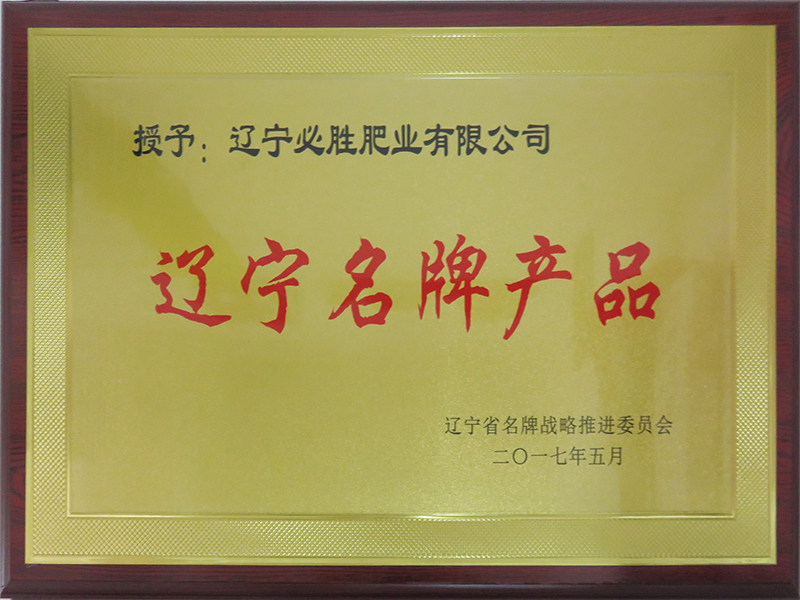 授予：辽宁必胜肥业有限公司
辽宁名牌产品
辽宁省名牌战略推进委员会
二〇一七年五月